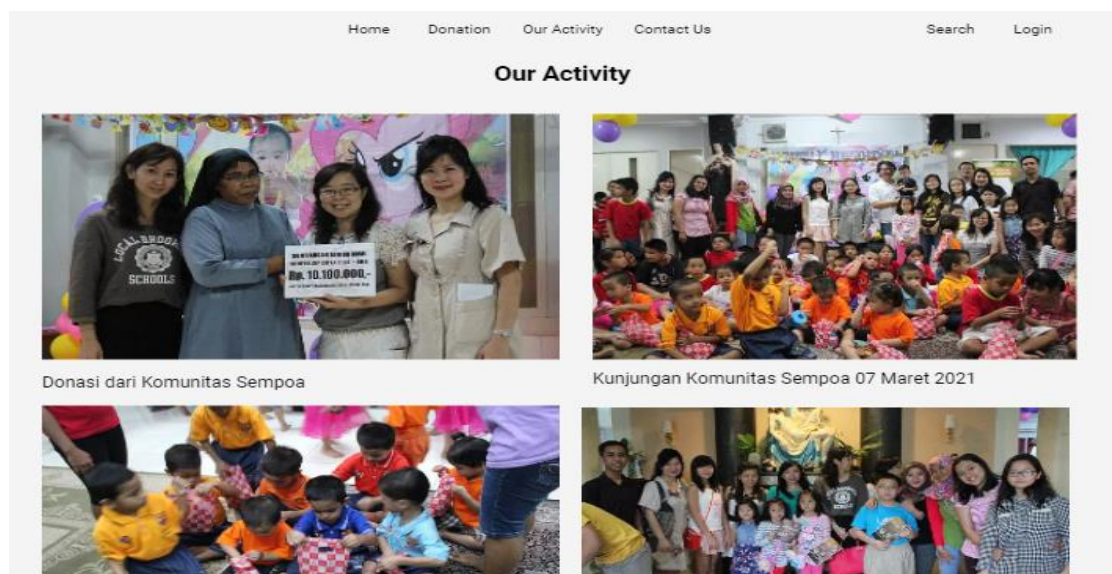 Home Donation Our Activity Contact Us Search Login
Our Activity
LOCAL
SCHOOLS
Rp. 10.100.000,-
Donasi dari Komunitas Sempoa
Kunjungan Komunitas Sempoa 07 Maret 2021